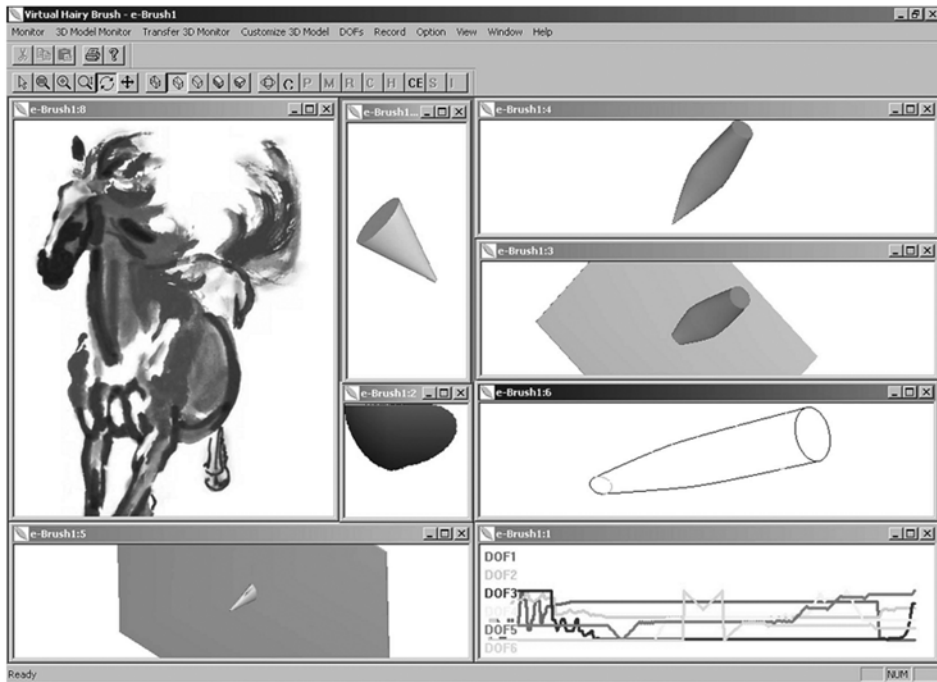 Virtual Hairy Brush - e-Brush1
Monitor 3D Model Monitor Transfer 3D Monitor Customize 3D Model DOFs Record Option View Window Help
P M R C H CE S I
e-Brush1:8
e-Brush1...
e-Brush1:4
e-Brush1:3
e-Brush1:2
e-Brush1:6
e-Brush1:5
e-Brush1:1
DOF1
DOF2
DOF3
DOF5
DOF6
Ready
NUM